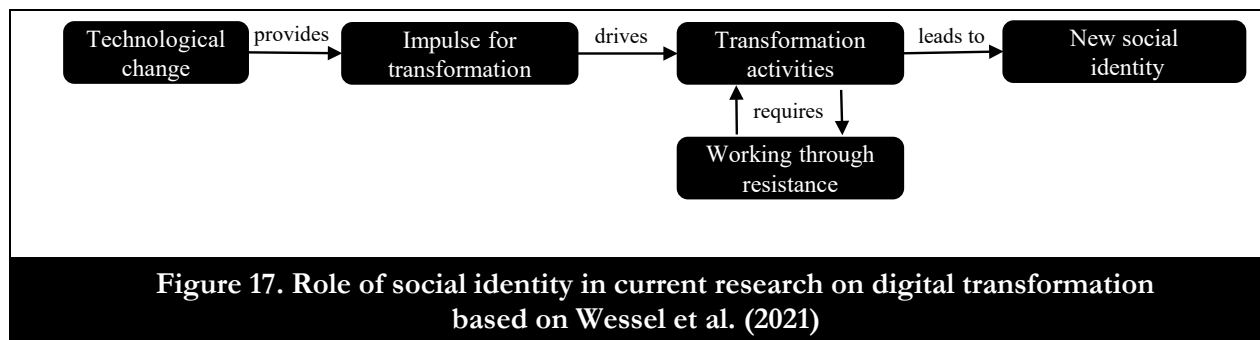 Technological
change
provides
Impulse for
transformation
drives
Transformation
activities
leads to
New social
identity
requires
Working through
resistance
Figure 17. Role of social identity in current research on digital transformation
based on Wessel et al. (2021)